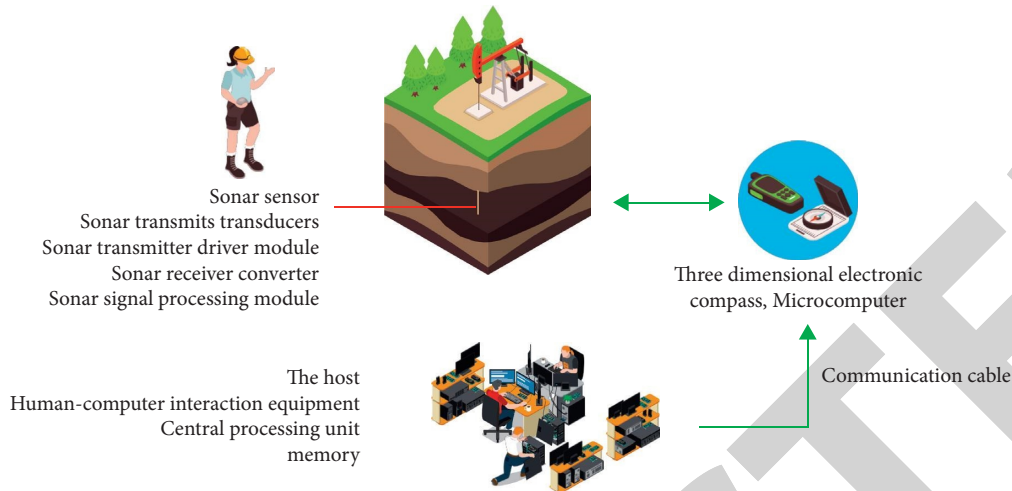 Sonar sensor
Sonar transmits transducers
Sonar transmitter driver module
Sonar receiver converter
Sonar signal processing module
Three dimensional electronic
compass, Microcomputer
The host
Human-computer interaction equipment
Central processing unit
memory
Communication cable